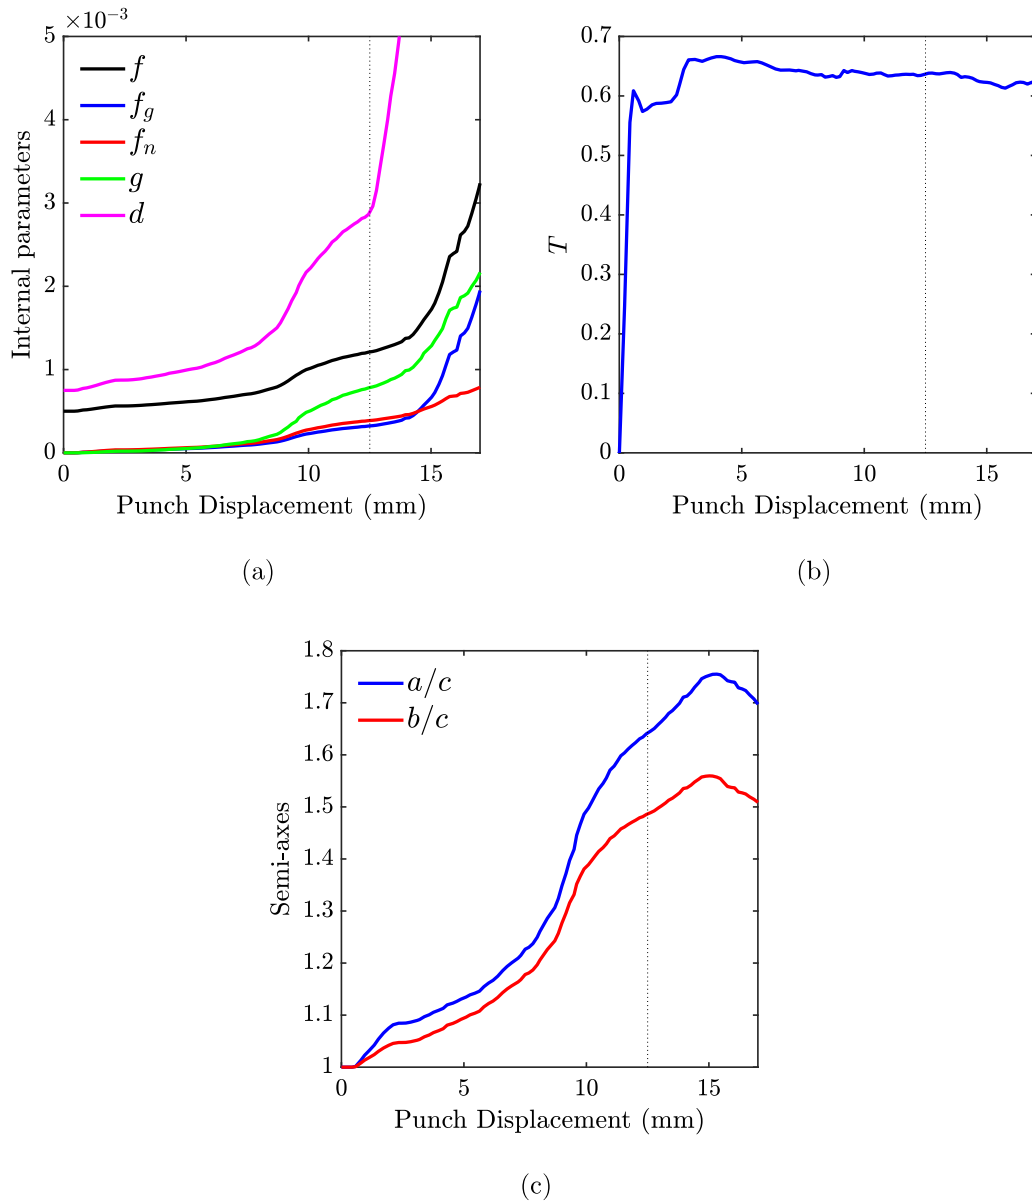 ×10⁻³
5
4
3
2
1
0
f
f_g
f_n
g
d
Internal parameters
0 5 10 15
Punch Displacement (mm)
(a)
0.7
0.6
0.5
0.4
0.3
0.2
0.1
0
T
0 5 10 15
Punch Displacement (mm)
(b)
1.8
1.7
1.6
1.5
1.4
1.3
1.2
1.1
1
a/c
b/c
Semi-axes
0 5 10 15
Punch Displacement (mm)
(c)